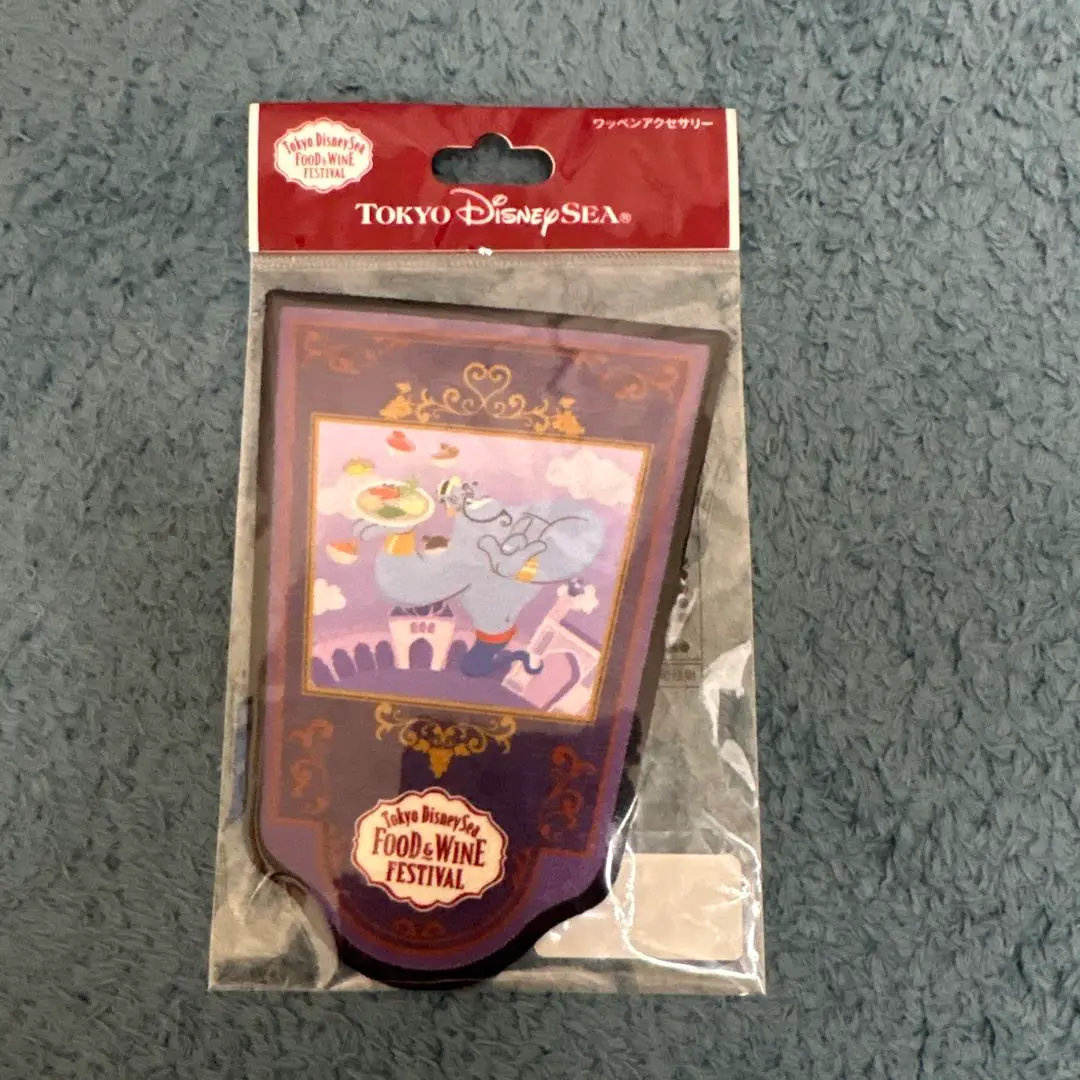 Tokyo DisneySea
FOOD & WINE
FESTIVAL
ワッペンアクセサリー
TOKYO DISNEYSEA®
Tokyo DisneySea
FOOD & WINE
FESTIVAL